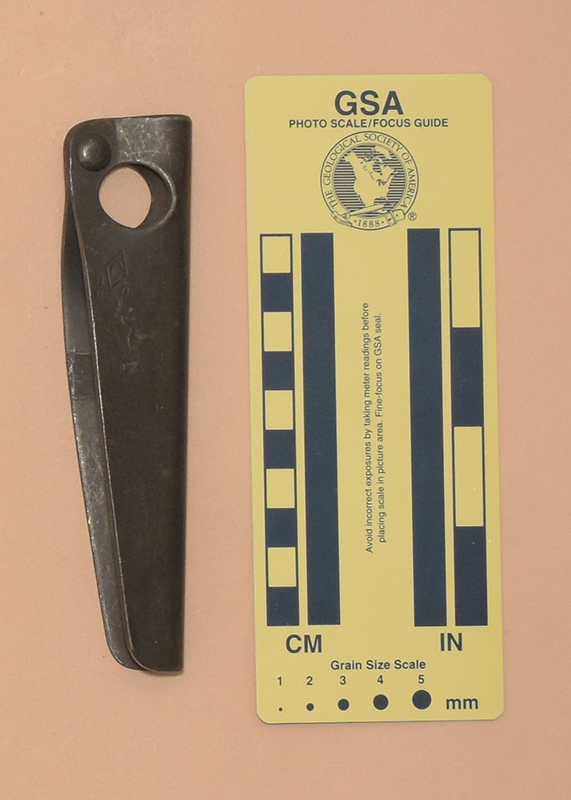 GSA
PHOTO SCALE/FOCUS GUIDE
THE GEOLOGICAL SOCIETY OF AMERICA
·1888·
®
Avoid incorrect exposures by taking meter readings before
placing scale in picture area. Fine-focus on GSA seal.
CM
IN
Grain Size Scale
1 2 3 4 5
mm